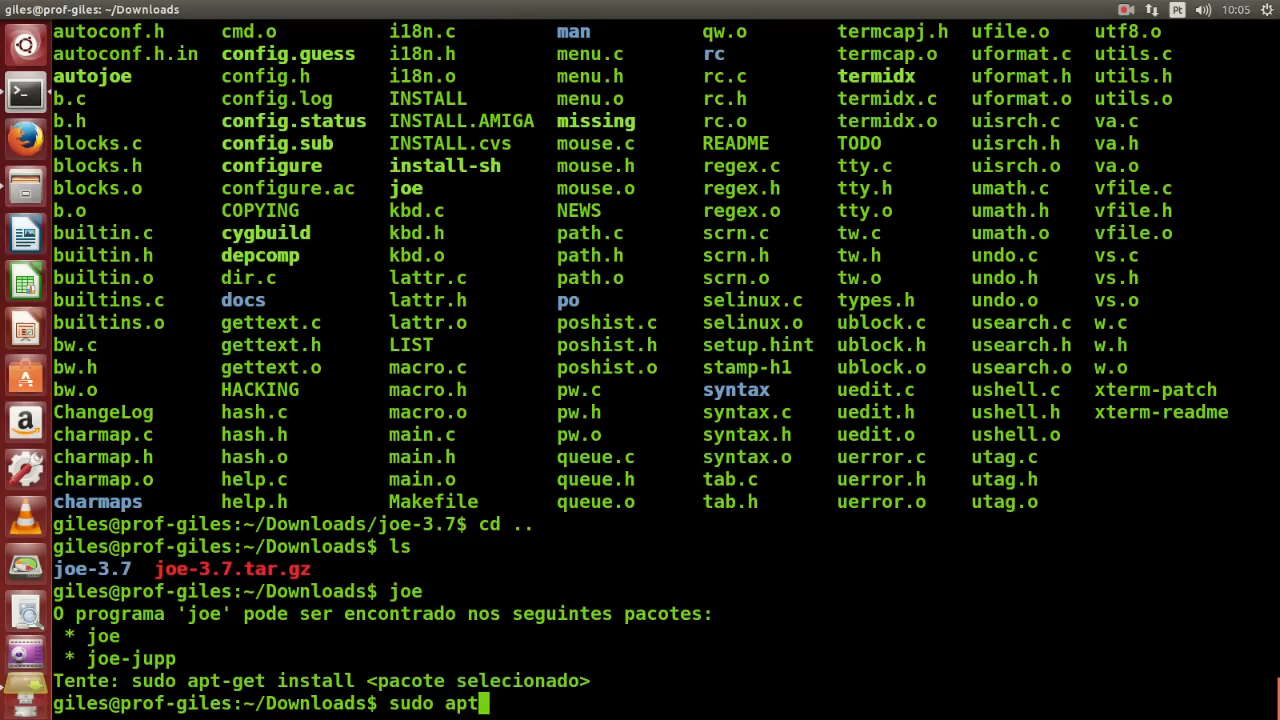 giles@prof-giles: ~/Downloads Pt 10:05
autoconf.h cmd.o i18n.c man qw.o termcapj.h ufile.o utf8.o
autoconf.h.in config.guess i18n.h menu.c rc termcap.o uformat.c utils.c
autojoe config.h i18n.o menu.h rc.c termidx uformat.h utils.h
b.c config.log INSTALL menu.o rc.h termidx.c uformat.o utils.o
b.h config.status INSTALL.AMIGA missing rc.o termidx.o uisrch.c va.c
blocks.c config.sub INSTALL.cvs mouse.c README TODO uisrch.h va.h
blocks.h configure install-sh mouse.h regex.c tty.c uisrch.o va.o
blocks.o configure.ac joe mouse.o regex.h tty.h umath.c vfile.c
b.o COPYING kbd.c NEWS regex.o tty.o umath.h vfile.h
builtin.c cygbuild kbd.h path.c scrn.c tw.c umath.o vfile.o
builtin.h depcomp kbd.o path.h scrn.h tw.h undo.c vs.c
builtin.o dir.c lattr.c path.o scrn.o tw.o undo.h vs.h
builtins.c docs lattr.h po selinux.c types.h undo.o vs.o
builtins.o gettext.c lattr.o poshist.c selinux.o ublock.c usearch.c w.c
bw.c gettext.h LIST poshist.h setup.hint ublock.h usearch.h w.h
bw.h gettext.o macro.c poshist.o stamp-h1 ublock.o usearch.o w.o
bw.o HACKING macro.h pw.c syntax uedit.c ushell.c xterm-patch
ChangeLog hash.c macro.o pw.h syntax.c uedit.h ushell.h xterm-readme
charmap.c hash.h main.c pw.o syntax.h uedit.o ushell.o
charmap.h hash.o main.h queue.c syntax.o uerror.c utag.c
charmap.o help.c main.o queue.h tab.c uerror.h utag.h
charmaps help.h Makefile queue.o tab.h uerror.o utag.o
giles@prof-giles:~/Downloads/joe-3.7$ cd ..
giles@prof-giles:~/Downloads$ ls
joe-3.7 joe-3.7.tar.gz
giles@prof-giles:~/Downloads$ joe
O programa 'joe' pode ser encontrado nos seguintes pacotes:
* joe
* joe-jupp
Tente: sudo apt-get install <pacote selecionado>
giles@prof-giles:~/Downloads$ sudo apt